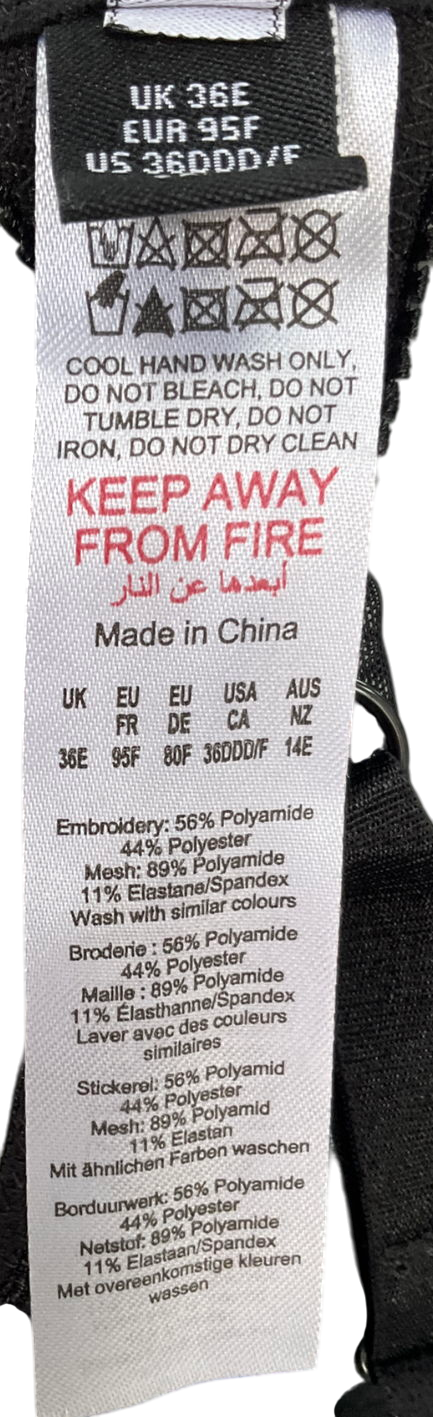 UK 36E
EUR 95F
US 36DDD/F
COOL HAND WASH ONLY,
DO NOT BLEACH, DO NOT
TUMBLE DRY, DO NOT
IRON, DO NOT DRY CLEAN
KEEP AWAY
FROM FIRE
أبعدها عن النار
Made in China
UK EU EU USA AUS
FR DE CA NZ
36E 95F 80F 36DDD/F 14E
Embroidery: 56% Polyamide
44% Polyester
Mesh: 89% Polyamide
11% Elastane/Spandex
Wash with similar colours
Broderie : 56% Polyamide
44% Polyester
Maille : 89% Polyamide
11% Élasthanne/Spandex
Laver avec des couleurs
similaires
Stickerei: 56% Polyamid
44% Polyester
Mesh: 89% Polyamid
11% Elastan
Mit ähnlichen Farben waschen
Borduurwerk: 56% Polyamide
44% Polyester
Netstof: 89% Polyamide
11% Elastaan/Spandex
Met overeenkomstige kleuren
wassen